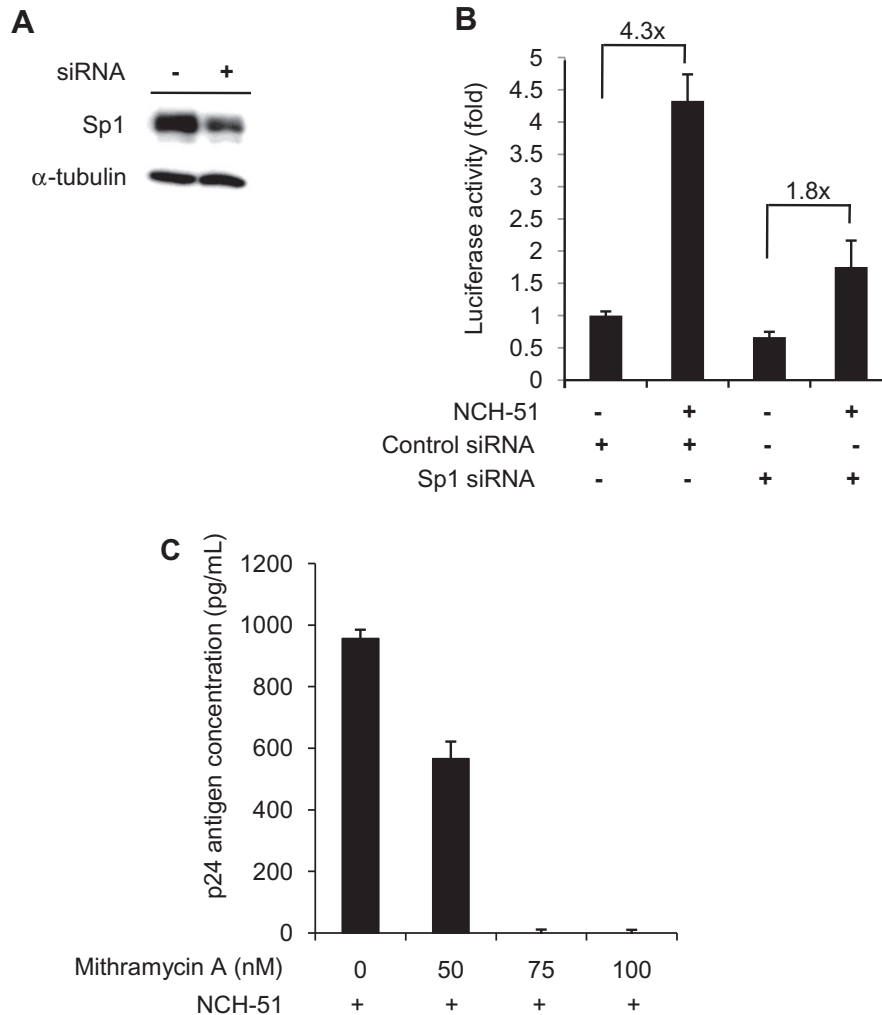 A
siRNA - +
Sp1
α-tubulin
B
4.3x
1.8x
Luciferase activity (fold)
5
4.5
4
3.5
3
2.5
2
1.5
1
0.5
0
NCH-51 - + - +
Control siRNA + + - -
Sp1 siRNA - - + +
C
p24 antigen concentration (pg/mL)
1200
1000
800
600
400
200
0
Mithramycin A (nM) 0 50 75 100
NCH-51 + + + +